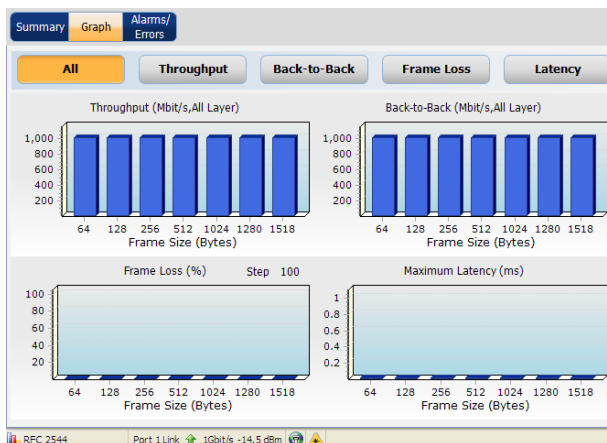 Summary Graph Alarms/
Errors
All Throughput Back-to-Back Frame Loss Latency
Throughput (Mbit/s,All Layer)
1,000
800
600
400
200
64 128 256 512 1024 1280 1518
Frame Size (Bytes)
Back-to-Back (Mbit/s,All Layer)
1,000
800
600
400
200
64 128 256 512 1024 1280 1518
Frame Size (Bytes)
Frame Loss (%) Step 100
100
80
60
40
20
64 128 256 512 1024 1280 1518
Frame Size (Bytes)
Maximum Latency (ms)
1
0.8
0.6
0.4
0.2
64 128 256 512 1024 1280 1518
Frame Size (Bytes)
RFC 2544 Port 1 Link 1Gbit/s -14.5 dBm